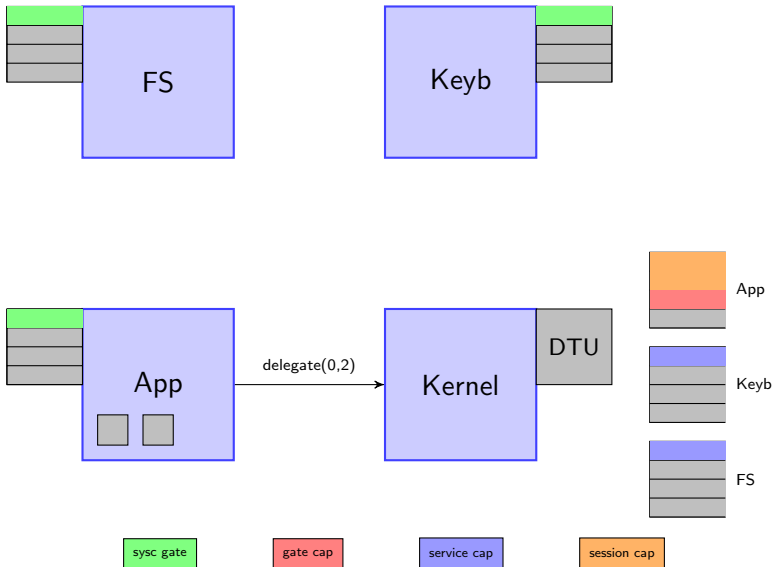 FS
Keyb
App
delegate(0,2)
Kernel
DTU
App
Keyb
FS
sysc gate
gate cap
service cap
session cap